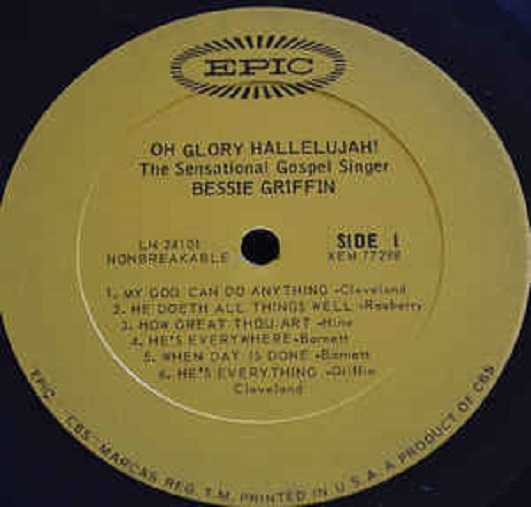 EPIC
OH GLORY HALLELUJAH!
The Sensational Gospel Singer
BESSIE GRIFFIN
LN 24101
NONBREAKABLE
SIDE 1
XEM 77298
1. MY GOD CAN DO ANYTHING -Cleveland
2. HE DOETH ALL THINGS WELL -Rasberry
3. HOW GREAT THOU ART -Hine
4. HE'S EVERYWHERE -Barnett
5. WHEN DAY IS DONE -Barnett
6. HE'S EVERYTHING -Griffin
Cleveland
EPIC - CBS - MARCAS REG. T.M. PRINTED IN U.S.A. A PRODUCT OF CBS